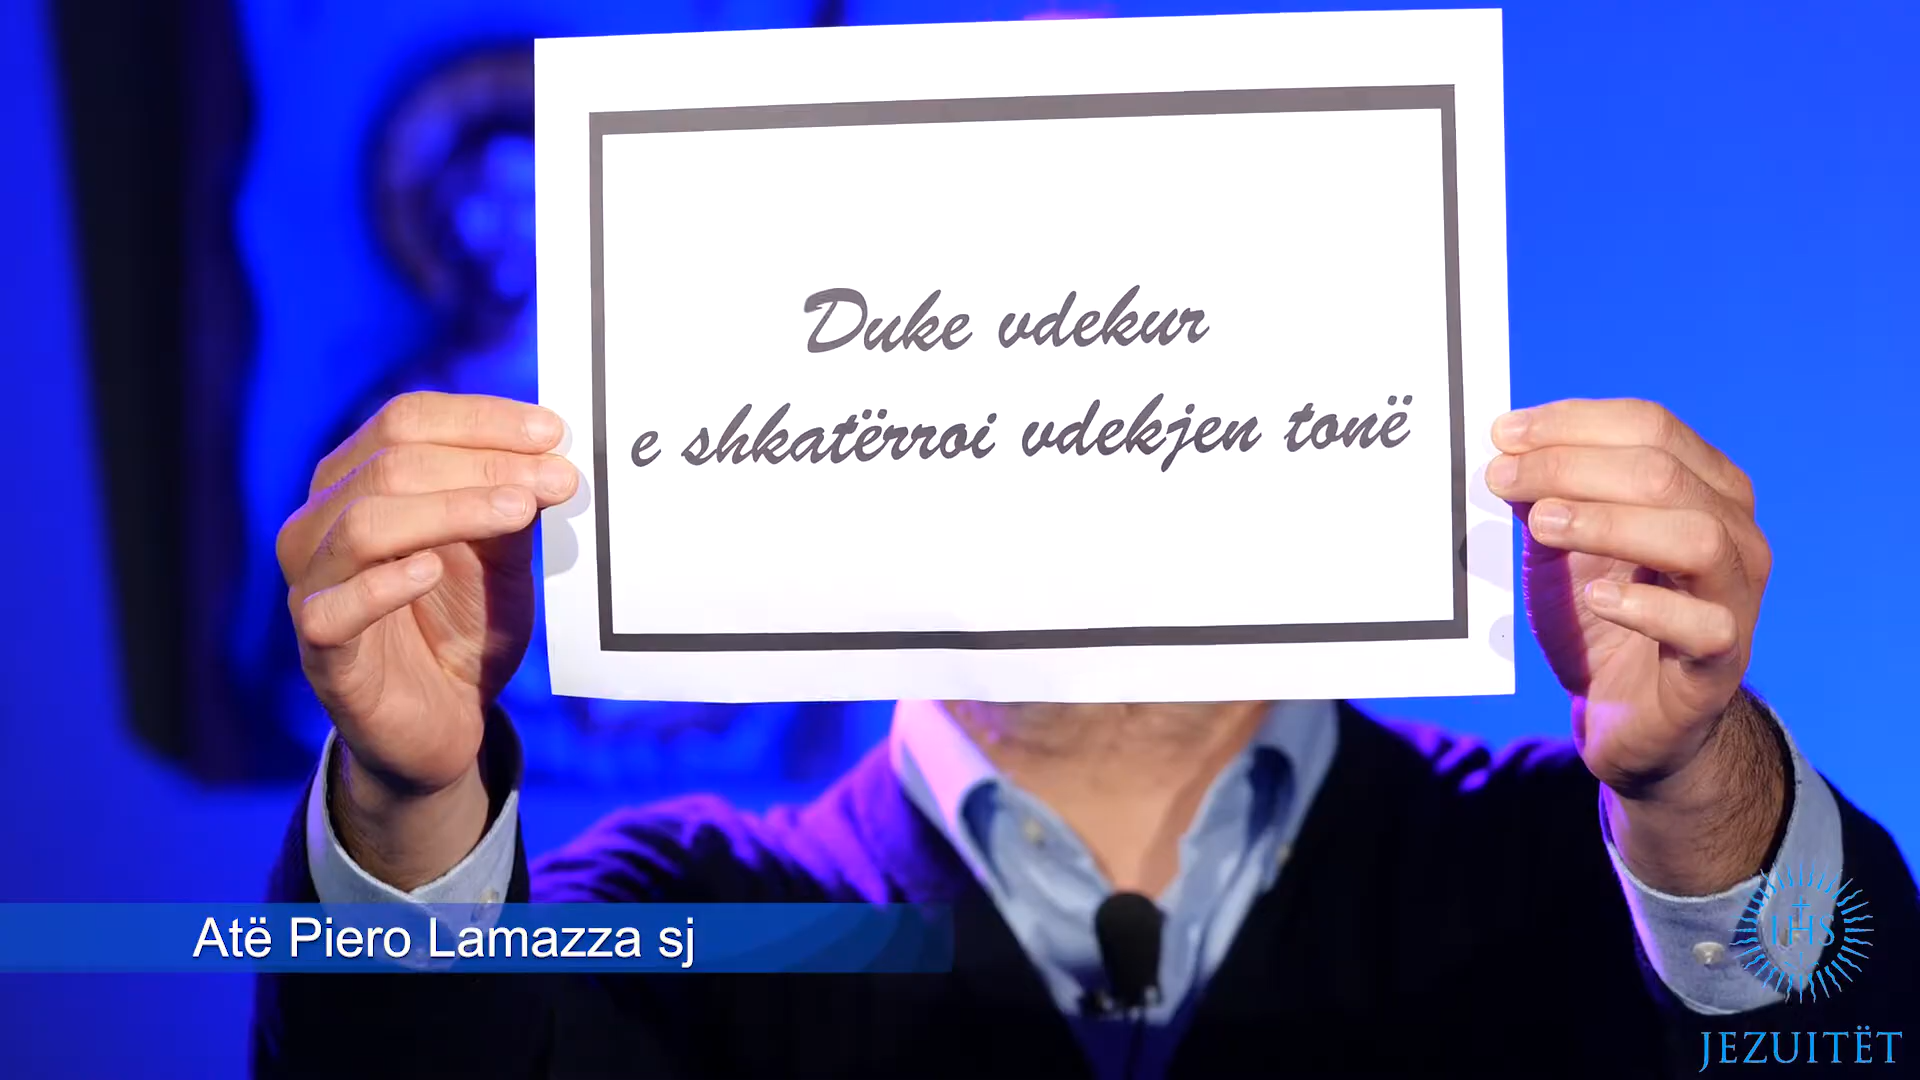 Duke vdekur
e shkatërroi vdekjen tonë
Atë Piero Lamazza sj
IHS
JEZUITËT